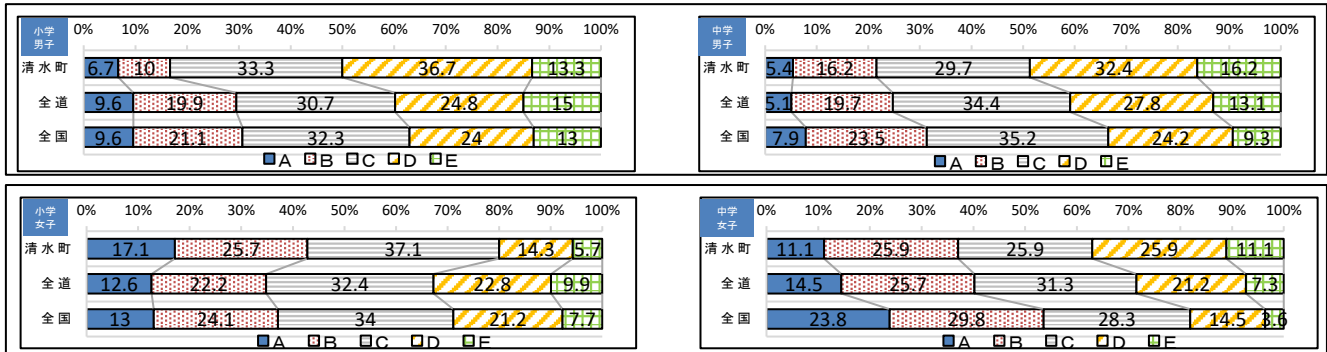 小学
男子
0% 10% 20% 30% 40% 50% 60% 70% 80% 90% 100%
清水町 6.7 10 33.3 36.7 13.3
全道 9.6 19.9 30.7 24.8 15
全国 9.6 21.1 32.3 24 13
A B C D E
中学
男子
0% 10% 20% 30% 40% 50% 60% 70% 80% 90% 100%
清水町 5.4 16.2 29.7 32.4 16.2
全道 5.1 19.7 34.4 27.8 13.1
全国 7.9 23.5 35.2 24.2 9.3
A B C D E
小学
女子
0% 10% 20% 30% 40% 50% 60% 70% 80% 90% 100%
清水町 17.1 25.7 37.1 14.3 5.7
全道 12.6 22.2 32.4 22.8 9.9
全国 13 24.1 34 21.2 7.7
A B C D E
中学
女子
0% 10% 20% 30% 40% 50% 60% 70% 80% 90% 100%
清水町 11.1 25.9 25.9 25.9 11.1
全道 14.5 25.7 31.3 21.2 7.3
全国 23.8 29.8 28.3 14.5 3.6
A B C D E